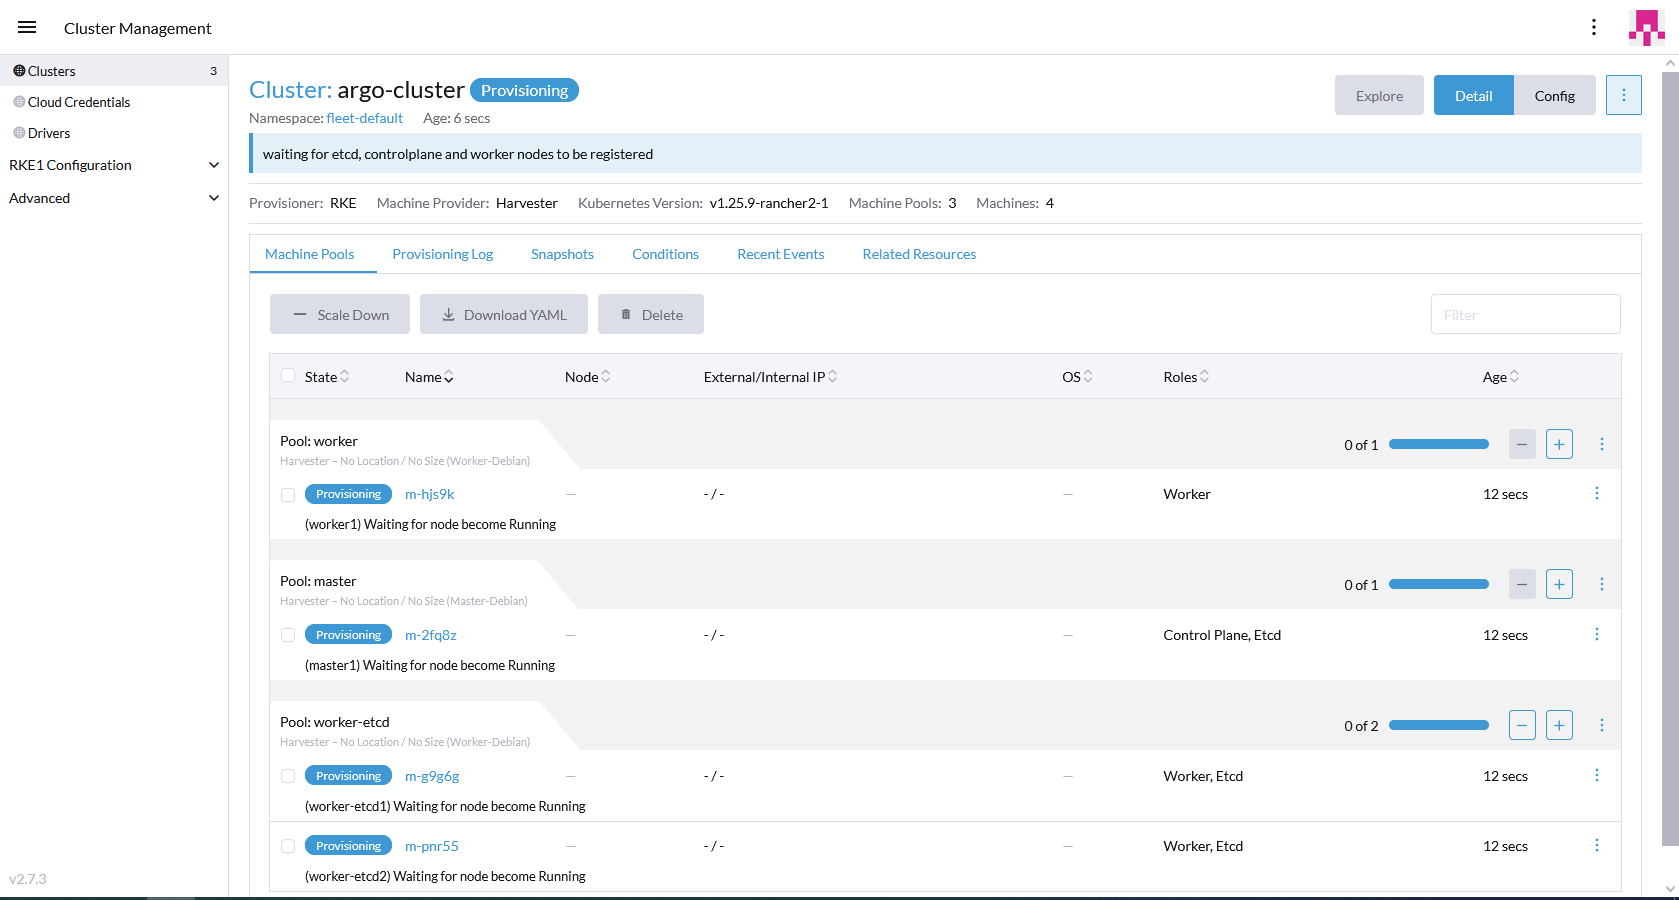 Cluster Management
Clusters 3
Cloud Credentials
Drivers
RKE1 Configuration
Advanced
v2.7.3
Cluster: argo-cluster Provisioning
Namespace: fleet-default Age: 6 secs
Explore Detail Config
waiting for etcd, controlplane and worker nodes to be registered
Provisioner: RKE Machine Provider: Harvester Kubernetes Version: v1.25.9-rancher2-1 Machine Pools: 3 Machines: 4
Machine Pools Provisioning Log Snapshots Conditions Recent Events Related Resources
Scale Down Download YAML Delete Filter
State Name Node External/Internal IP OS Roles Age
Pool: worker 0 of 1
Harvester – No Location / No Size (Worker-Debian)
Provisioning m-hjs9k — - / - — Worker 12 secs
(worker1) Waiting for node become Running
Pool: master 0 of 1
Harvester – No Location / No Size (Master-Debian)
Provisioning m-2fq8z — - / - — Control Plane, Etcd 12 secs
(master1) Waiting for node become Running
Pool: worker-etcd 0 of 2
Harvester – No Location / No Size (Worker-Debian)
Provisioning m-g9g6g — - / - — Worker, Etcd 12 secs
(worker-etcd1) Waiting for node become Running
Provisioning m-pnr55 — - / - — Worker, Etcd 12 secs
(worker-etcd2) Waiting for node become Running